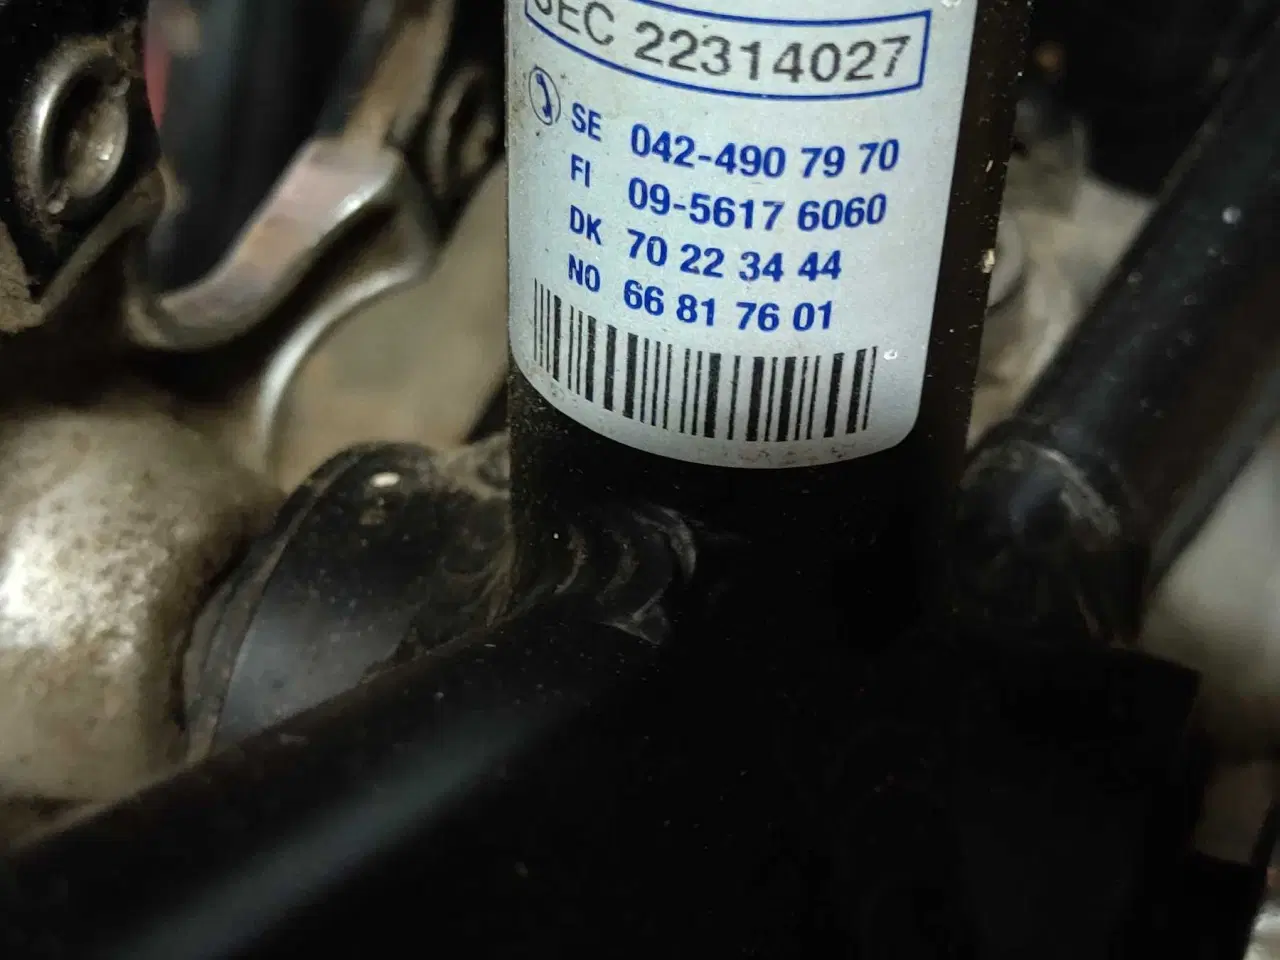 SEC 22314027
SE 042-490 79 70
FI 09-5617 6060
DK 70 22 34 44
NO 66 81 76 01